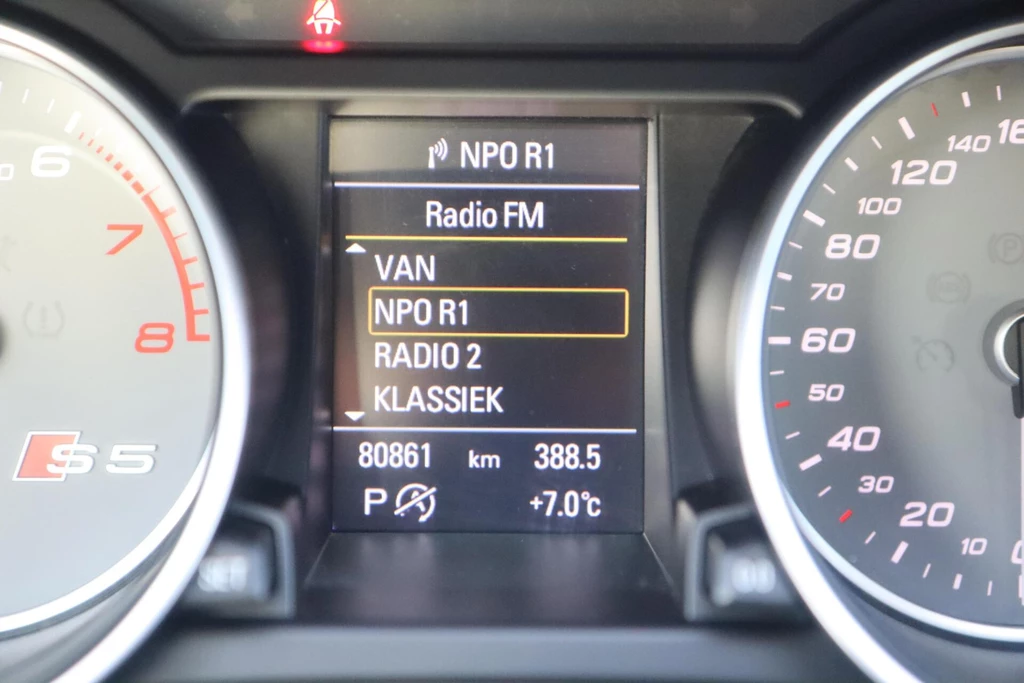 NPO R1
Radio FM
VAN
NPO R1
RADIO 2
KLASSIEK
80861 km 388.5
P +7.0°c
6
7
8
S5
SET
140
120
100
80
70
60
50
40
30
20
10